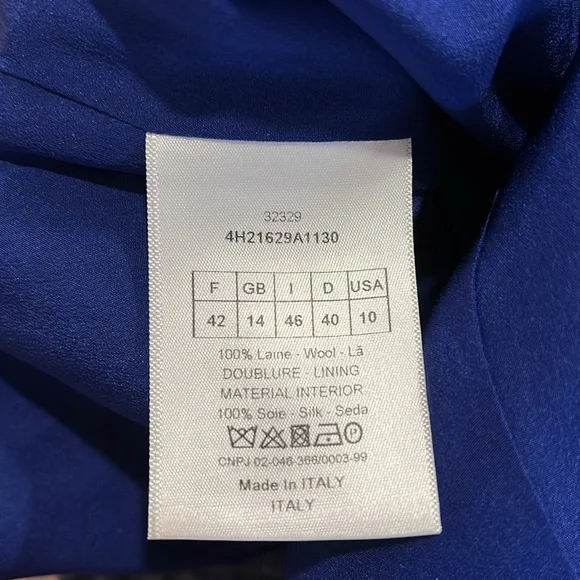 32329
4H21629A1130
F GB I D USA
42 14 46 40 10
100% Laine - Wool - Lã
DOUBLURE - LINING
MATERIAL INTERIOR
100% Soie - Silk - Seda
CNPJ 02-046-366/0003-99
Made In ITALY
ITALY